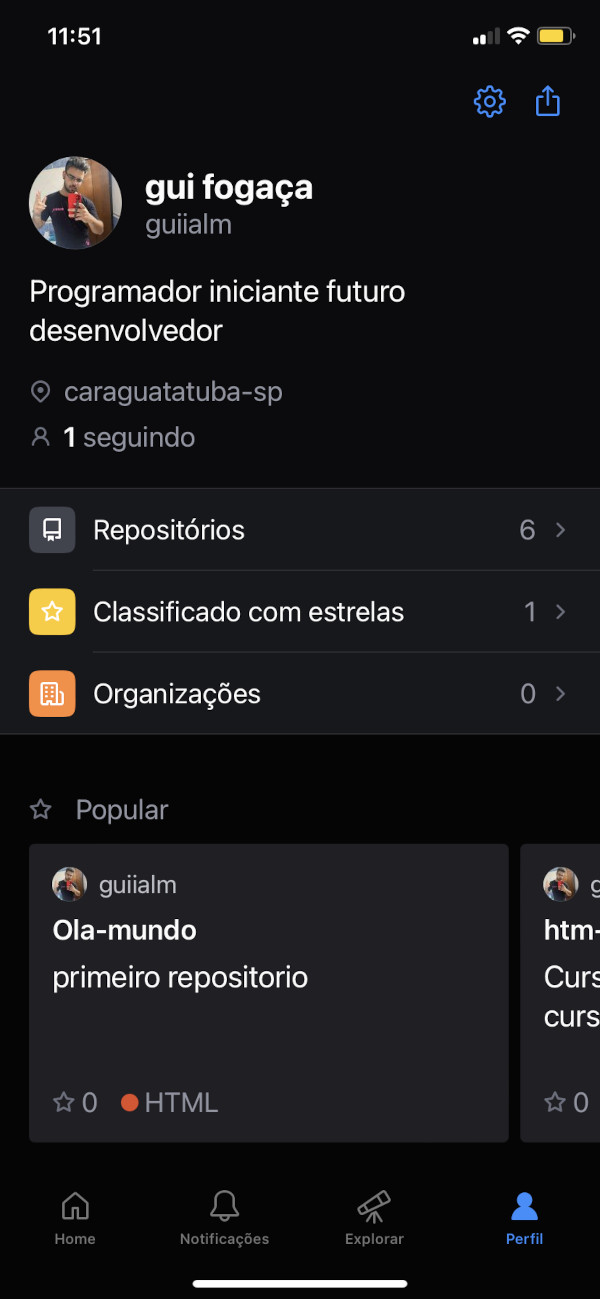 11:51
gui fogaça
guiialm
Programador iniciante futuro
desenvolvedor
caraguatatuba-sp
1 seguindo
Repositórios 6
Classificado com estrelas 1
Organizações 0
Popular
guiialm
Ola-mundo
primeiro repositorio
0 HTML
g
htm-
Curs
curs
0
Home Notificações Explorar Perfil